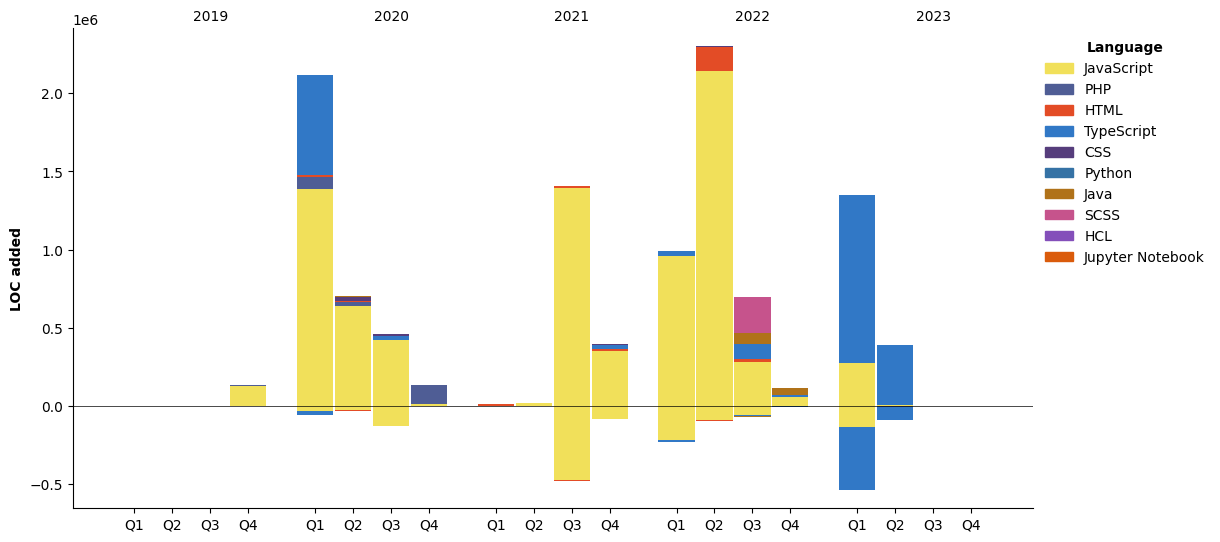 1e6
2019 2020 2021 2022 2023
Language
JavaScript
PHP
HTML
TypeScript
CSS
Python
Java
SCSS
HCL
Jupyter Notebook
LOC added
2.0
1.5
1.0
0.5
0.0
−0.5
Q1 Q2 Q3 Q4 Q1 Q2 Q3 Q4 Q1 Q2 Q3 Q4 Q1 Q2 Q3 Q4 Q1 Q2 Q3 Q4